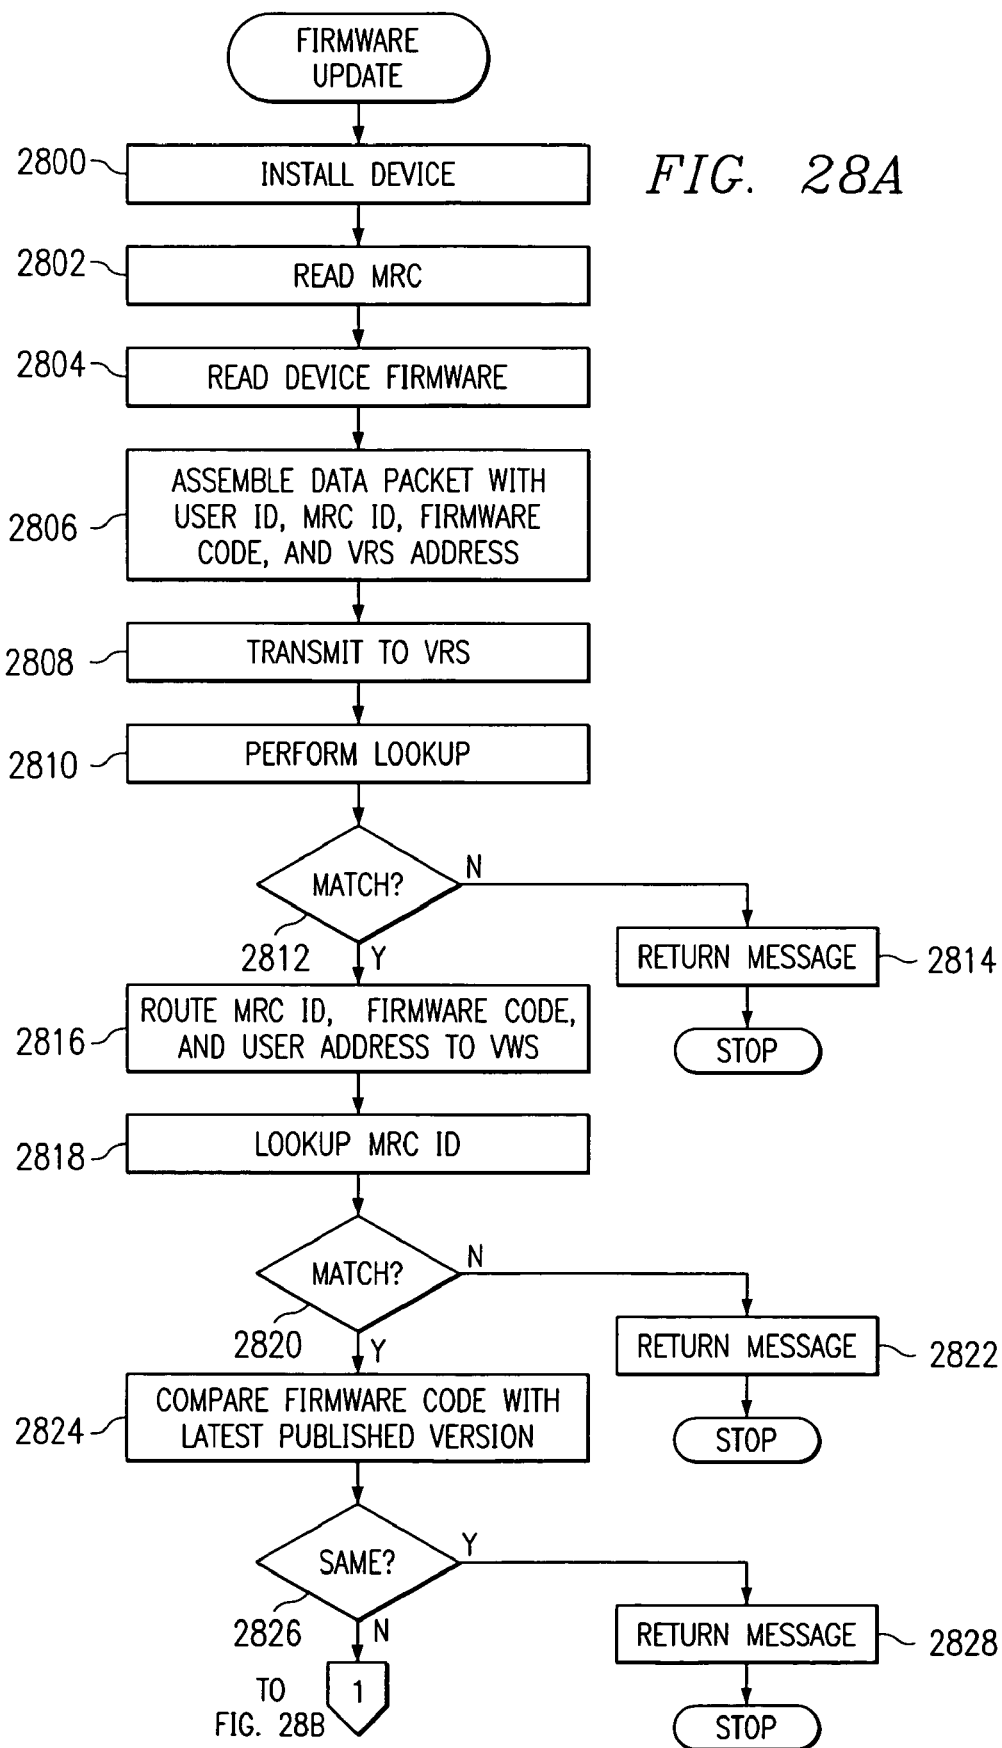 FIRMWARE
UPDATE
FIG. 28A
2800
INSTALL DEVICE
2802
READ MRC
2804
READ DEVICE FIRMWARE
2806
ASSEMBLE DATA PACKET WITH
USER ID, MRC ID, FIRMWARE
CODE, AND VRS ADDRESS
2808
TRANSMIT TO VRS
2810
PERFORM LOOKUP
MATCH?
N
2812
Y
RETURN MESSAGE
2814
STOP
2816
ROUTE MRC ID, FIRMWARE CODE,
AND USER ADDRESS TO VWS
2818
LOOKUP MRC ID
MATCH?
N
2820
Y
RETURN MESSAGE
2822
STOP
2824
COMPARE FIRMWARE CODE WITH
LATEST PUBLISHED VERSION
SAME?
Y
2826
N
RETURN MESSAGE
2828
STOP
TO
FIG. 28B
1